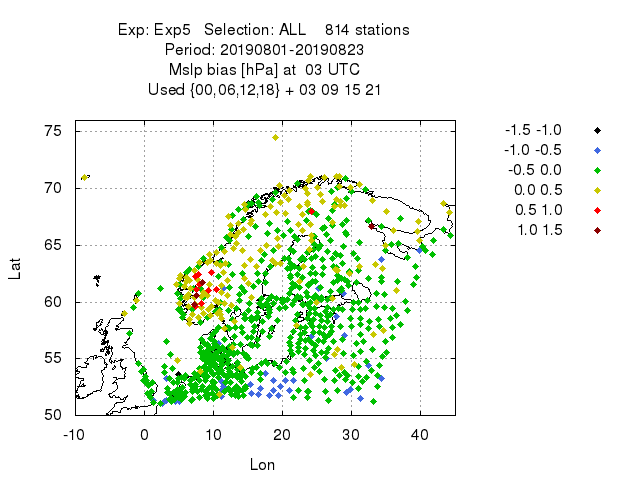 Exp: Exp5 Selection: ALL 814 stations
Period: 20190801-20190823
Mslp bias [hPa] at 03 UTC
Used {00,06,12,18} + 03 09 15 21
75
70
65
60
55
50
Lat
-10 0 10 20 30 40
Lon
-1.5 -1.0
-1.0 -0.5
-0.5 0.0
0.0 0.5
0.5 1.0
1.0 1.5